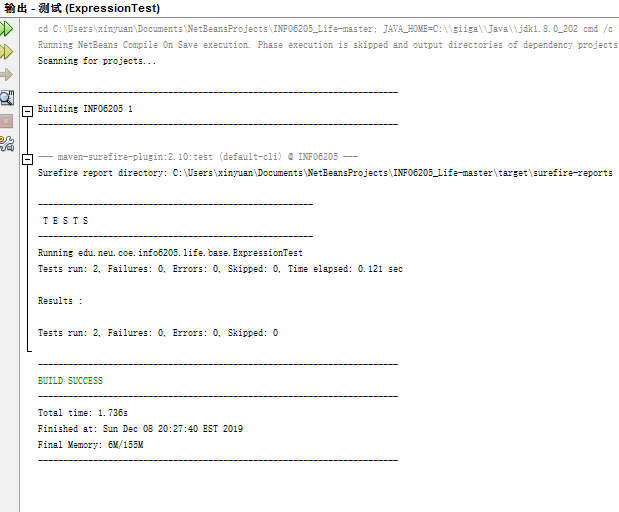 输出 - 测试 (ExpressionTest)
cd C:\Users\xinyuan\Documents\NetBeansProjects\INFO6205_Life-master; JAVA_HOME=C:\\giiga\\Java\\jdk1.8.0_202 cmd /c
Running NetBeans Compile On Save execution. Phase execution is skipped and output directories of dependency projects
Scanning for projects...
------------------------------------------------------------------------
Building INFO6205 1
------------------------------------------------------------------------
--- maven-surefire-plugin:2.10:test (default-cli) @ INFO6205 ---
Surefire report directory: C:\Users\xinyuan\Documents\NetBeansProjects\INFO6205_Life-master\target\surefire-reports
-------------------------------------------------------
T E S T S
-------------------------------------------------------
Running edu.neu.coe.info6205.life.base.ExpressionTest
Tests run: 2, Failures: 0, Errors: 0, Skipped: 0, Time elapsed: 0.121 sec
Results :
Tests run: 2, Failures: 0, Errors: 0, Skipped: 0
------------------------------------------------------------------------
BUILD SUCCESS
------------------------------------------------------------------------
Total time: 1.736s
Finished at: Sun Dec 08 20:27:40 EST 2019
Final Memory: 6M/155M
------------------------------------------------------------------------